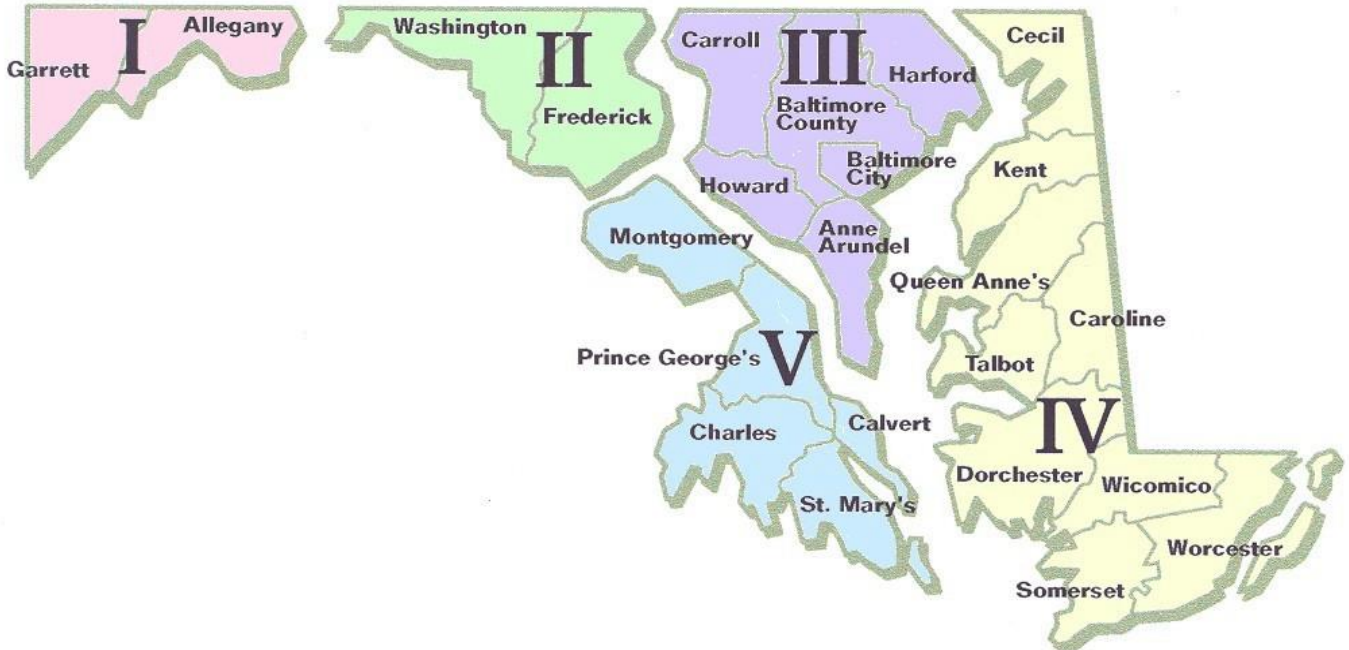 Garrett
I
Allegany
Washington
II
Frederick
Carroll
III
Harford
Baltimore
County
Baltimore
City
Howard
Anne
Arundel
Cecil
Kent
Queen Anne's
Caroline
Talbot
IV
Dorchester
Wicomico
Worcester
Somerset
Montgomery
Prince George's
V
Charles
Calvert
St. Mary's